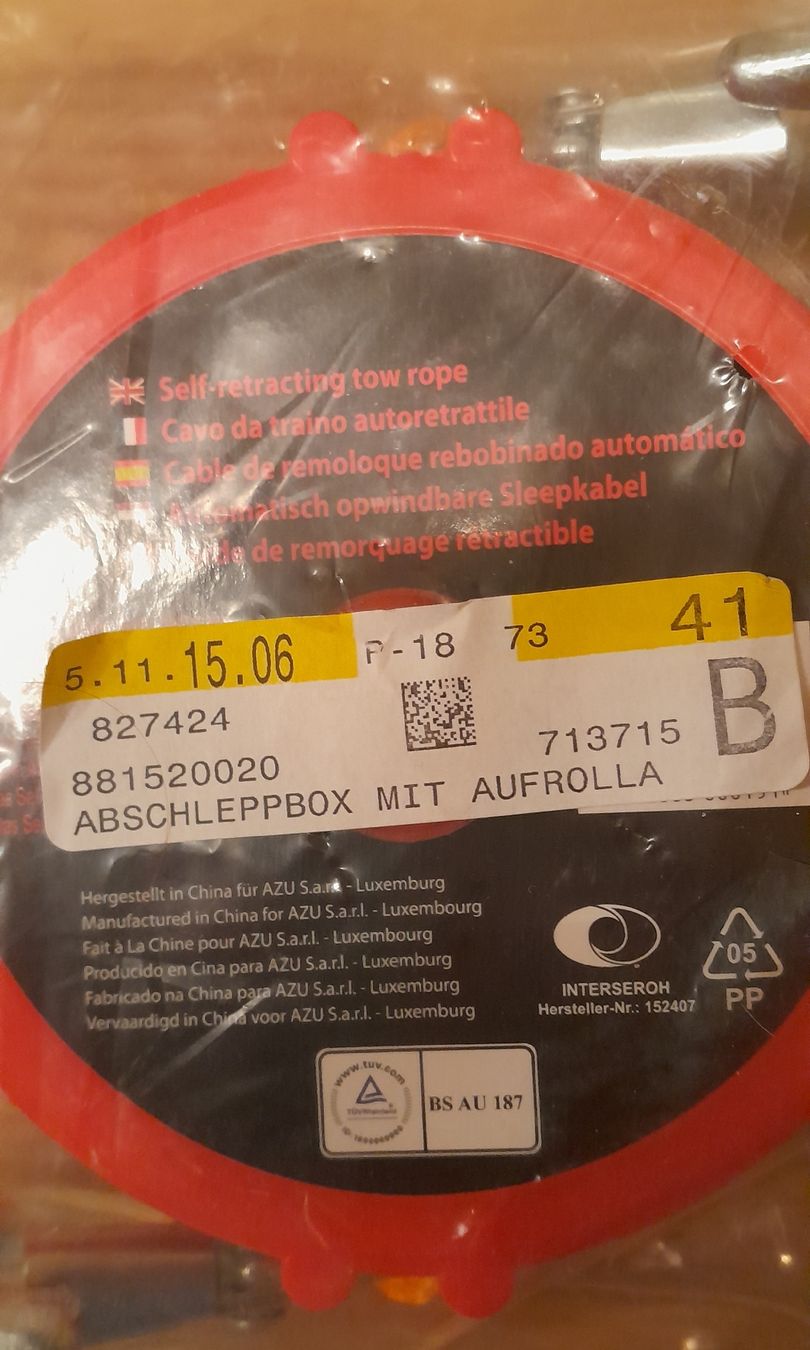 Self-retracting tow rope
Cavo da traino autoretrattile
Cable de remoloque rebobinado automático
Automatisch opwindbare Sleepkabel
de remorquage rétractible
5.11.15.06 P-18 73 41
827424
713715 B
881520020
ABSCHLEPPBOX MIT AUFROLLA
Hergestellt in China für AZU S.a.r.l. - Luxemburg
Manufactured in China for AZU S.a.r.l. - Luxembourg
Fait à La Chine pour AZU S.a.r.l. - Luxembourg
Producido en Cina para AZU S.a.r.l. - Luxemburg
Fabricado na China para AZU S.a.r.l. - Luxemburg
Vervaardigd in China voor AZU S.a.r.l. - Luxemburg
INTERSEROH
Hersteller-Nr.: 152407
05
PP
www.tuv.com
TÜVRheinland
BS AU 187